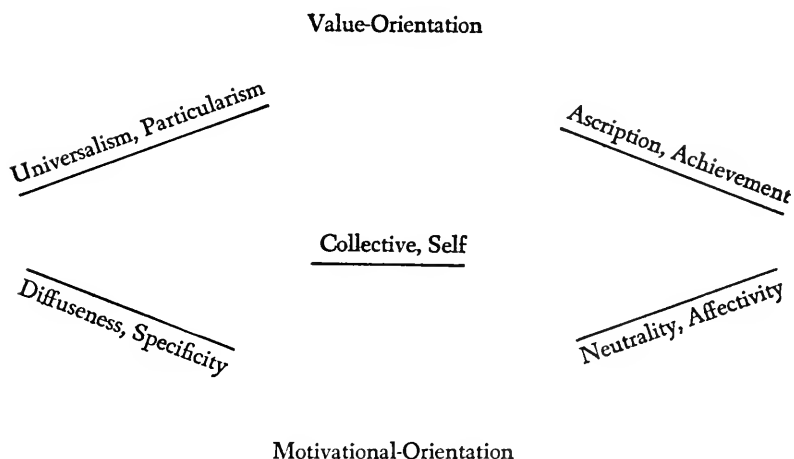 Value-Orientation
Universalism, Particularism
Ascription, Achievement
Collective, Self
Diffuseness, Specificity
Neutrality, Affectivity
Motivational-Orientation